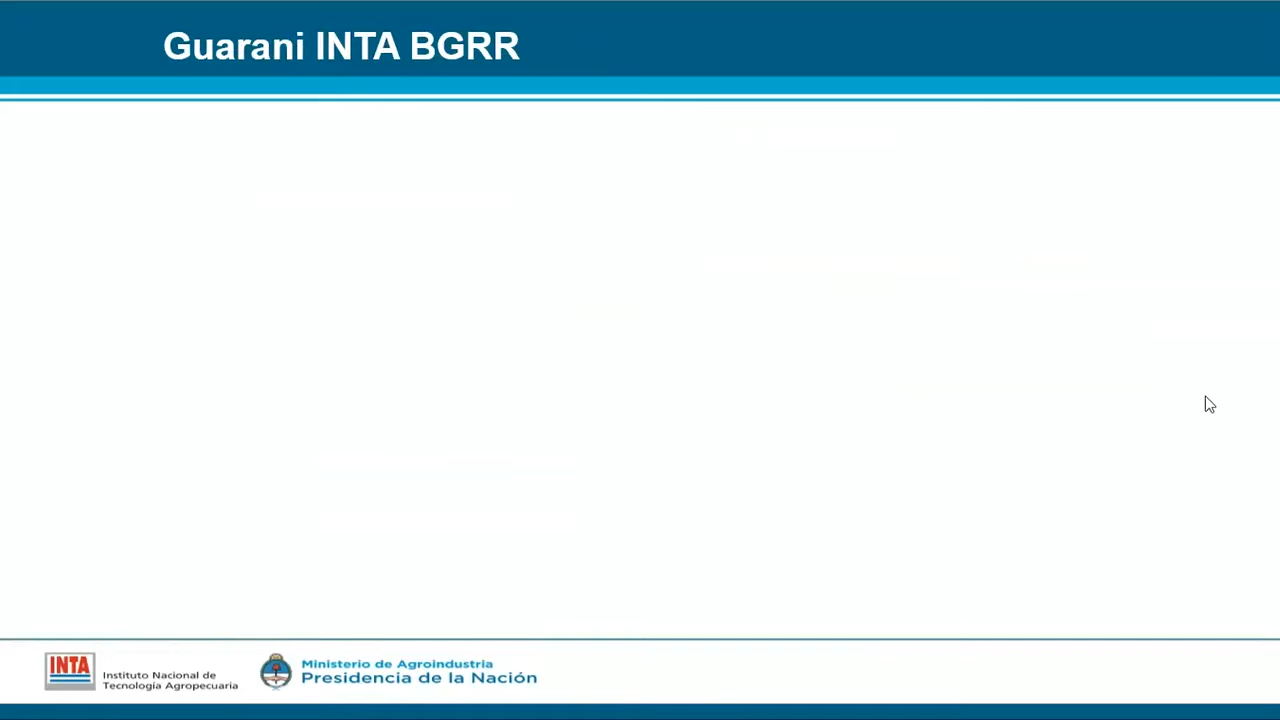 Guarani INTA BGRR
INTA
Instituto Nacional de
Tecnología Agropecuaria
Ministerio de Agroindustria
Presidencia de la Nación